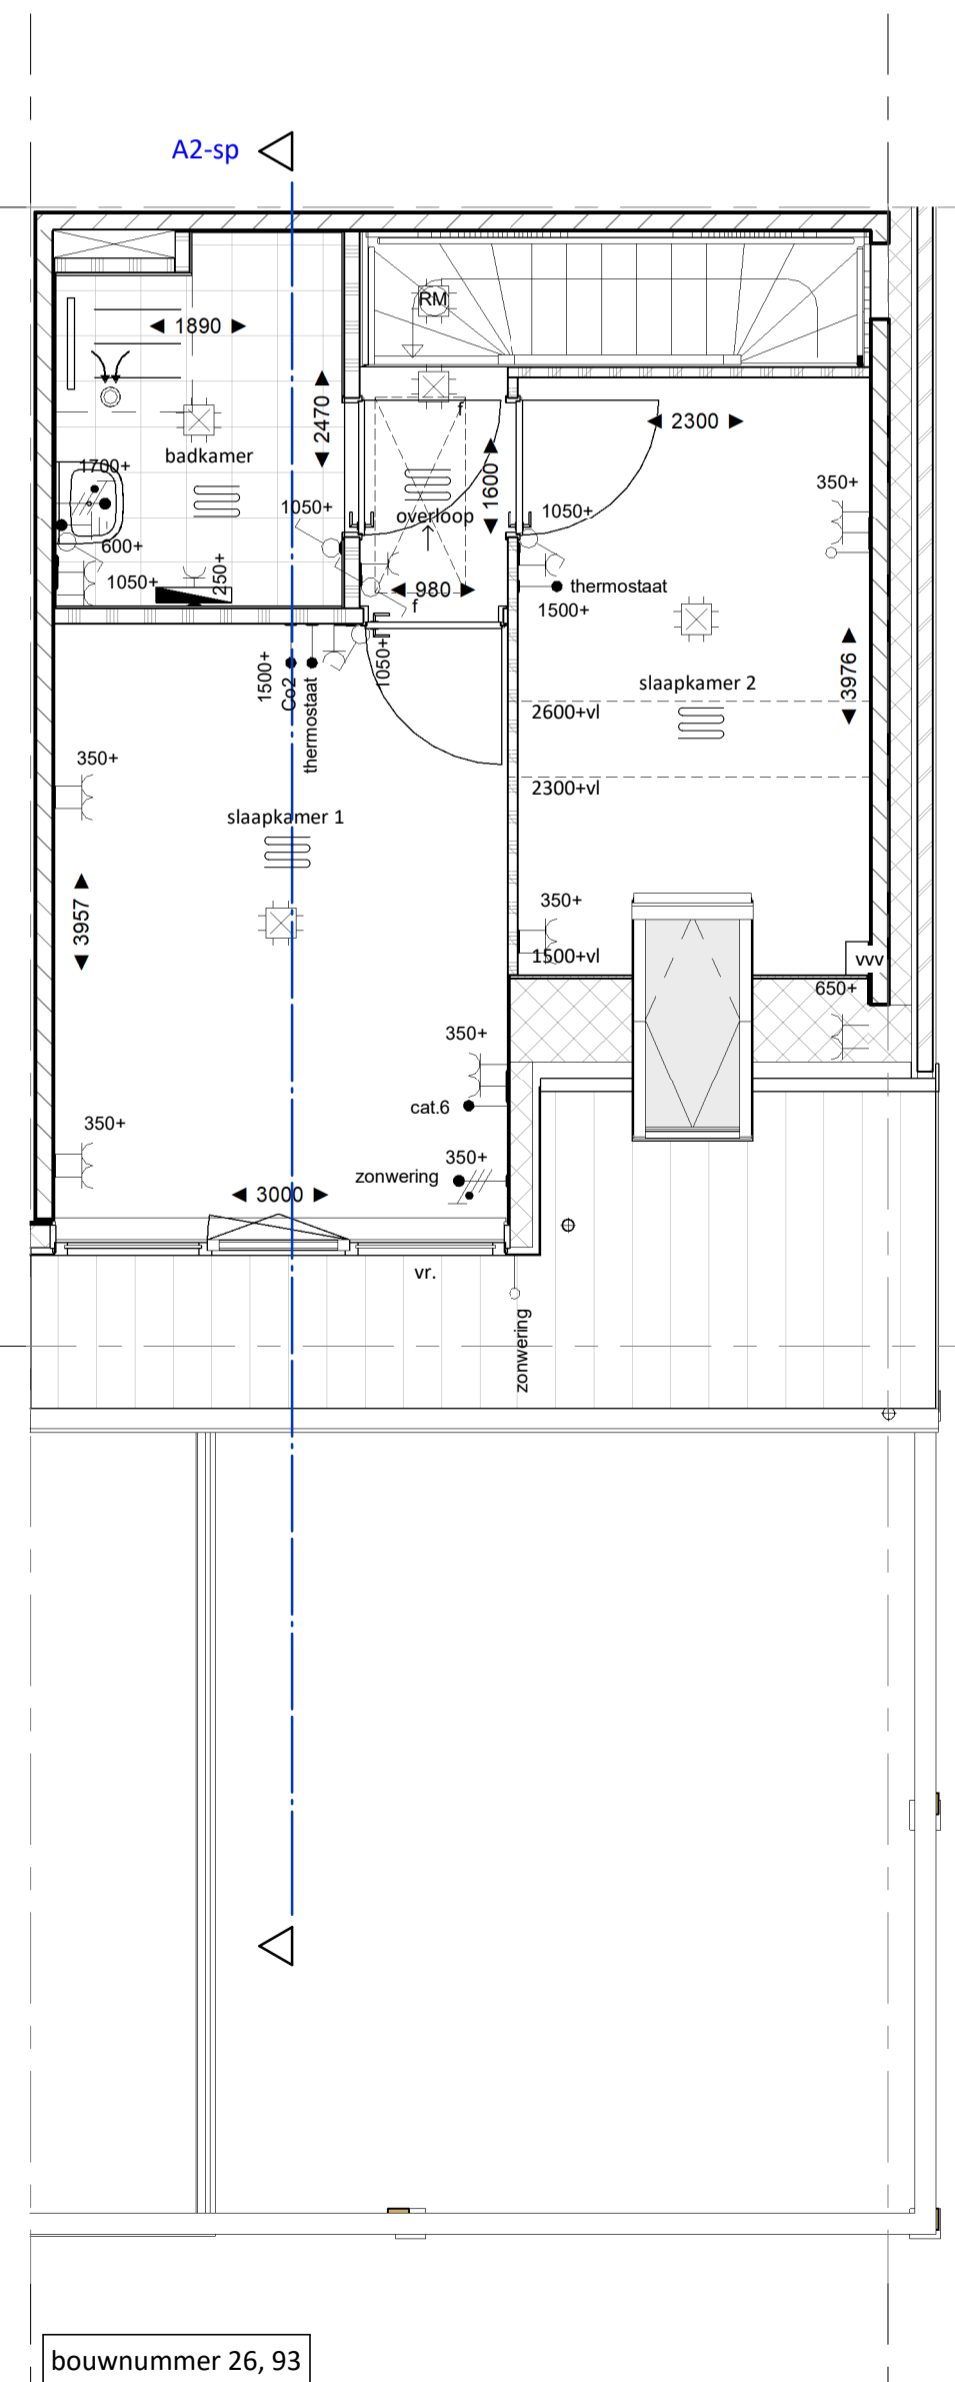 A2-sp
RM
1890
2470
f
2300
badkamer
1700+
1600
350+
1050+
overloop
1050+
600+
1050+
250+
980
f
thermostaat
1500+
1500+
Co2
thermostaat
1050+
3976
slaapkamer 2
2600+vl
350+
2300+vl
slaapkamer 1
3957
350+
1500+vl
vvv
650+
350+
cat.6
350+
350+
zonwering
3000
vr.
zonwering
bouwnummer 26, 93